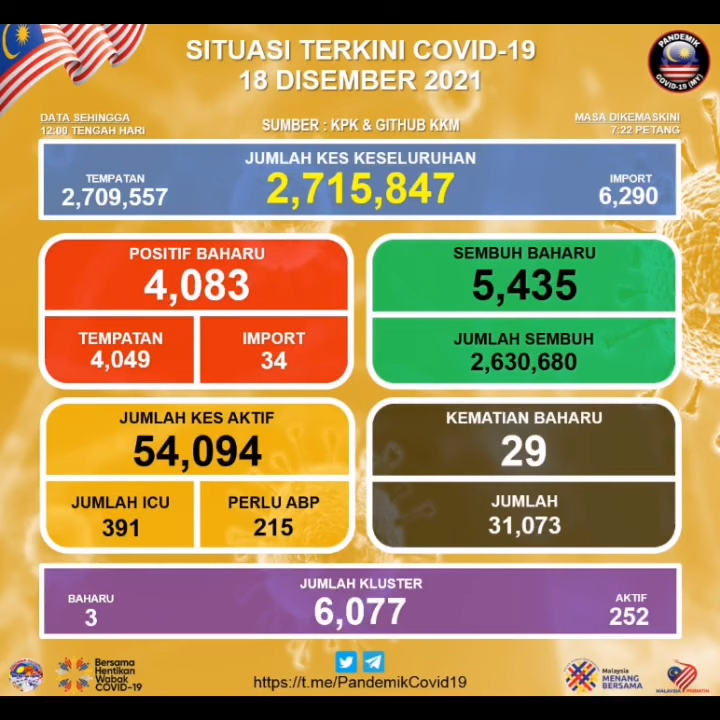 SITUASI TERKINI COVID-19
18 DISEMBER 2021
PANDEMIK
COVID-19 (MY)
DATA SEHINGGA
12:00 TENGAH HARI
SUMBER : KPK & GITHUB KKM
MASA DIKEMASKINI
7:22 PETANG
JUMLAH KES KESELURUHAN
TEMPATAN
2,709,557
2,715,847
IMPORT
6,290
POSITIF BAHARU
4,083
TEMPATAN
4,049
IMPORT
34
SEMBUH BAHARU
5,435
JUMLAH SEMBUH
2,630,680
JUMLAH KES AKTIF
54,094
JUMLAH ICU
391
PERLU ABP
215
KEMATIAN BAHARU
29
JUMLAH
31,073
JUMLAH KLUSTER
BAHARU
3
6,077
AKTIF
252
Bersama
Hentikan
Wabak
COVID-19
https://t.me/PandemikCovid19
Malaysia
MENANG
BERSAMA
MALAYSIA PRIHATIN